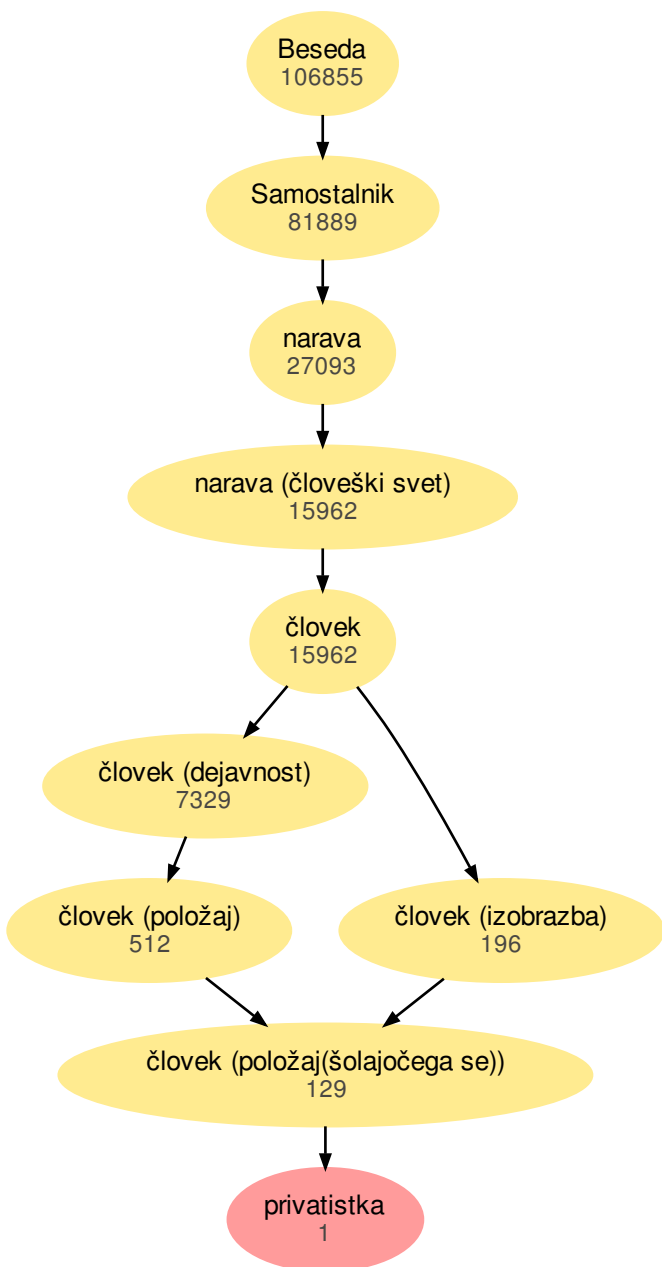 Beseda
106855
Samostalnik
81889
narava
27093
narava (človeški svet)
15962
človek
15962
človek (dejavnost)
7329
človek (položaj)
512
človek (izobrazba)
196
človek (položaj(šolajočega se))
129
privatistka
1